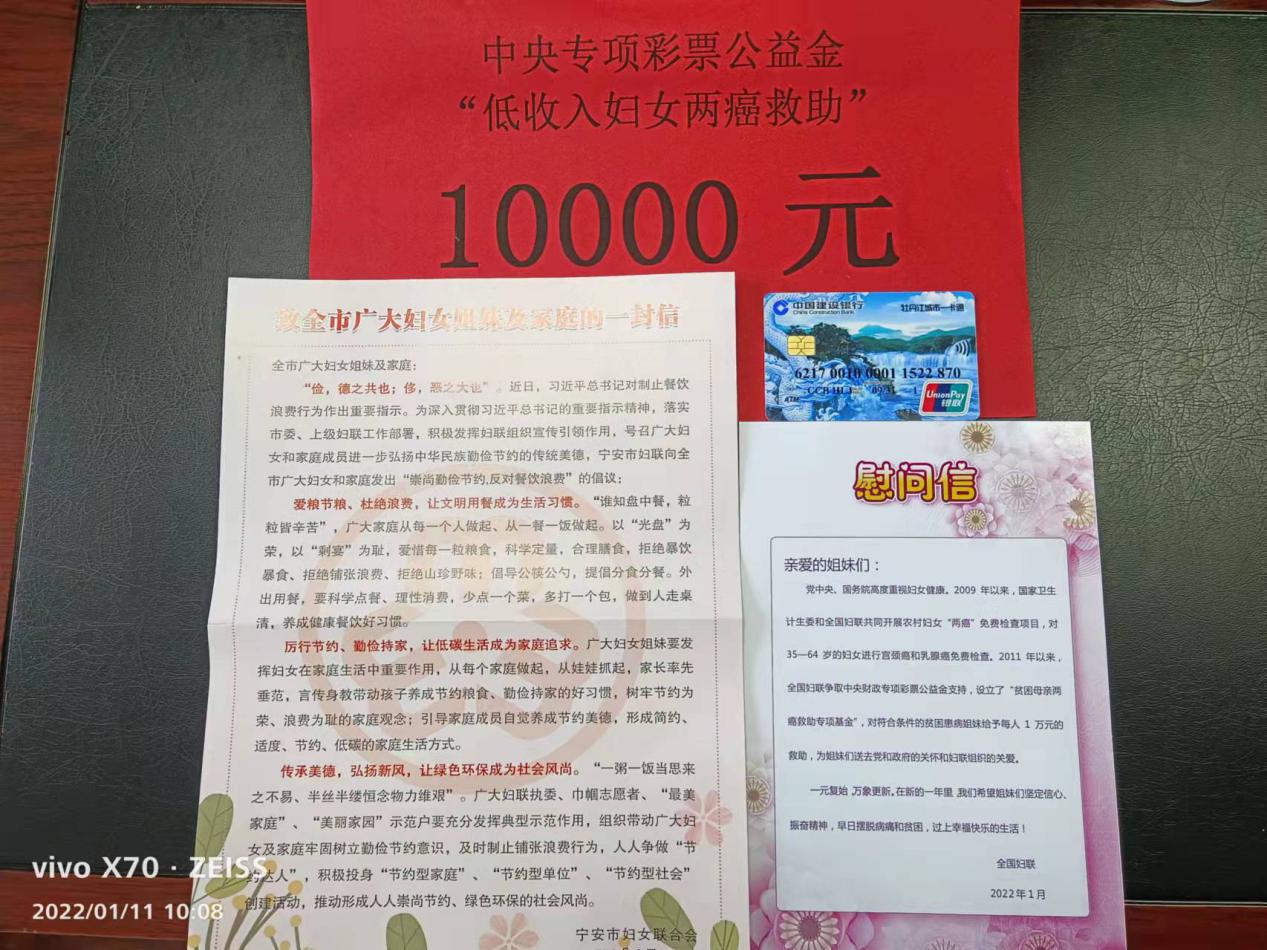 中央专项彩票公益金
“低收入妇女两癌救助”
10000 元
致全市广大妇女姐妹及家庭的一封信
全市广大妇女姐妹及家庭：
“俭，德之共也；侈，恶之大也”。近日，习近平总书记对制止餐饮
浪费行为作出重要指示。为深入贯彻习近平总书记的重要指示精神，落实
市委、上级妇联工作部署，积极发挥妇联组织宣传引领作用，号召广大妇
女和家庭成员进一步弘扬中华民族勤俭节约的传统美德，宁安市妇联向全
市广大妇女和家庭发出“崇尚勤俭节约,反对餐饮浪费”的倡议：
爱粮节粮、杜绝浪费，让文明用餐成为生活习惯。“谁知盘中餐，粒
粒皆辛苦”，广大家庭从每一个人做起、从一餐一饭做起。以“光盘”为
荣，以“剩宴”为耻，爱惜每一粒粮食，科学定量，合理膳食，拒绝暴饮
暴食、拒绝铺张浪费、拒绝山珍野味；倡导公筷公勺，提倡分食分餐。外
出用餐，要科学点餐、理性消费，少点一个菜，多打一个包，做到人走桌
清，养成健康餐饮好习惯。
厉行节约、勤俭持家，让低碳生活成为家庭追求。广大妇女姐妹要发
挥妇女在家庭生活中重要作用，从每个家庭做起，从娃娃抓起，家长率先
垂范，言传身教带动孩子养成节约粮食、勤俭持家的好习惯，树牢节约为
荣、浪费为耻的家庭观念；引导家庭成员自觉养成节约美德，形成简约、
适度、节约、低碳的家庭生活方式。
传承美德，弘扬新风，让绿色环保成为社会风尚。“一粥一饭当思来
之不易、半丝半缕恒念物力维艰”。广大妇联执委、巾帼志愿者、“最美
家庭”、“美丽家园”示范户要充分发挥典型示范作用，组织带动广大妇
女及家庭牢固树立勤俭节约意识，及时制止铺张浪费行为，人人争做“节
约达人”，积极投身“节约型家庭”、“节约型单位”、“节约型社会”
创建活动，推动形成人人崇尚节约、绿色环保的社会风尚。
宁安市妇女联合会
中国建设银行
China Construction Bank
牡丹江城市一卡通
6217 0010 0001 1522 870
CCB HLJ 09/31 1
ATM
UnionPay
银联
慰问信
亲爱的姐妹们：
党中央、国务院高度重视妇女健康。2009 年以来，国家卫生
计生委和全国妇联共同开展农村妇女“两癌”免费检查项目，对
35—64 岁的妇女进行宫颈癌和乳腺癌免费检查。2011 年以来，
全国妇联争取中央财政专项彩票公益金支持，设立了“贫困母亲两
癌救助专项基金”，对符合条件的贫困患病姐妹给予每人 1 万元的
救助，为姐妹们送去党和政府的关怀和妇联组织的关爱。
一元复始，万象更新。在新的一年里，我们希望姐妹们坚定信心、
振奋精神，早日摆脱病痛和贫困，过上幸福快乐的生活！
全国妇联
2022 年 1 月
vivo X70 · ZEISS
2022/01/11 10:08